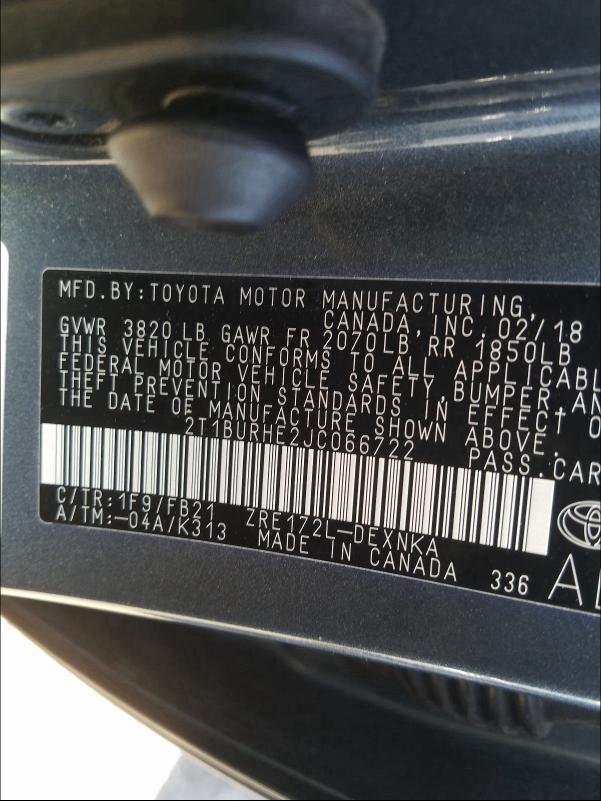 MFD.BY:TOYOTA MOTOR MANUFACTURING,
CANADA, INC. 02/18
GVWR 3820 LB GAWR FR 2070LB RR 1850LB
THIS VEHICLE CONFORMS TO ALL APPLICABL
FEDERAL MOTOR VEHICLE SAFETY, BUMPER AN
THEFT PREVENTION STANDARDS IN EFFECT O
THE DATE OF MANUFACTURE SHOWN ABOVE.
2T1BURHE2JC066722 PASS.CAR
C/TR:1F9/FB21 ZRE172L-DEXNKA
A/TM:-04A/K313 MADE IN CANADA 336